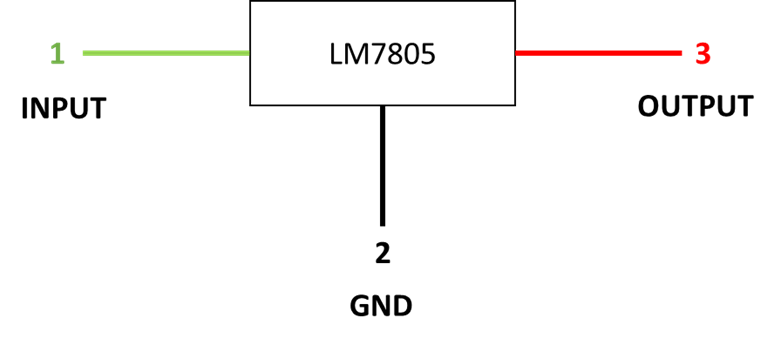 1
LM7805
3
INPUT
OUTPUT
2
GND